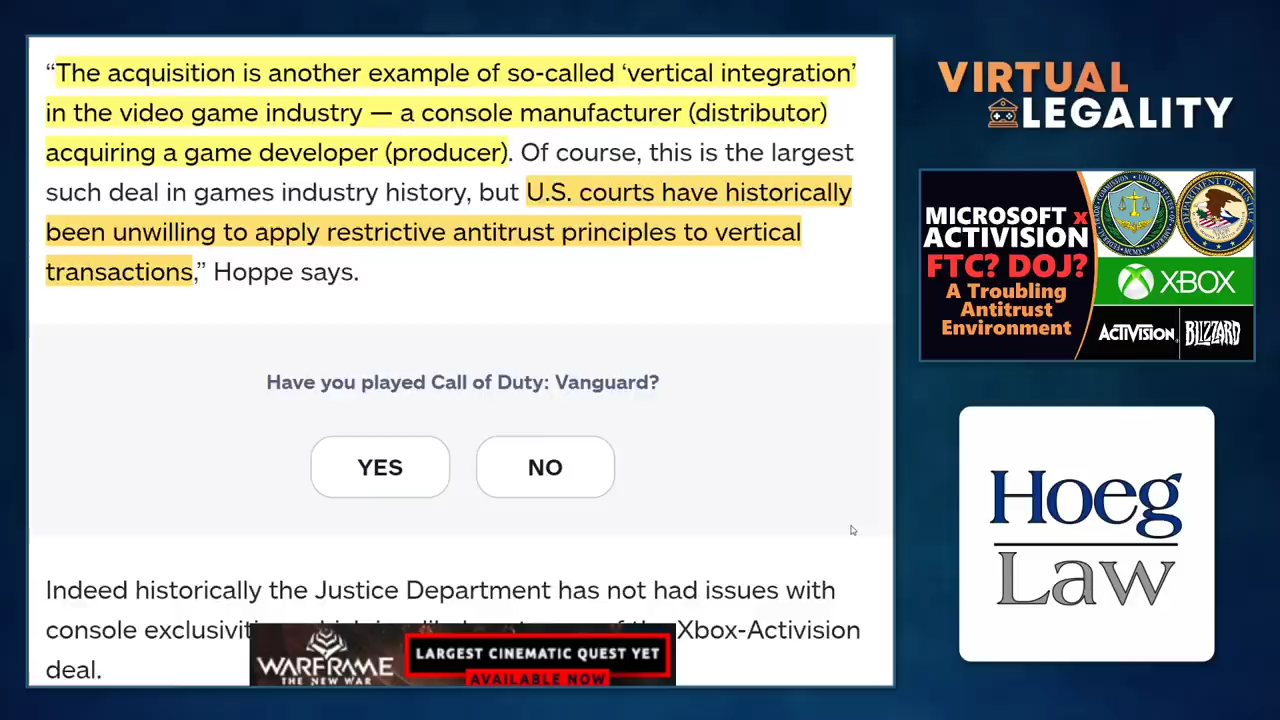 “The acquisition is another example of so-called ‘vertical integration’
in the video game industry — a console manufacturer (distributor)
acquiring a game developer (producer). Of course, this is the largest
such deal in games industry history, but U.S. courts have historically
been unwilling to apply restrictive antitrust principles to vertical
transactions,” Hoppe says.
Have you played Call of Duty: Vanguard?
YES NO
Indeed historically the Justice Department has not had issues with
console Xbox-Activision
deal.
WARFRAME
THE NEW WAR
LARGEST CINEMATIC QUEST YET
AVAILABLE NOW
VIRTUAL
LEGALITY
MICROSOFT x
ACTIVISION
FTC? DOJ?
A Troubling
Antitrust
Environment
XBOX
ACTIVISION
BLIZZARD
Hoeg
Law